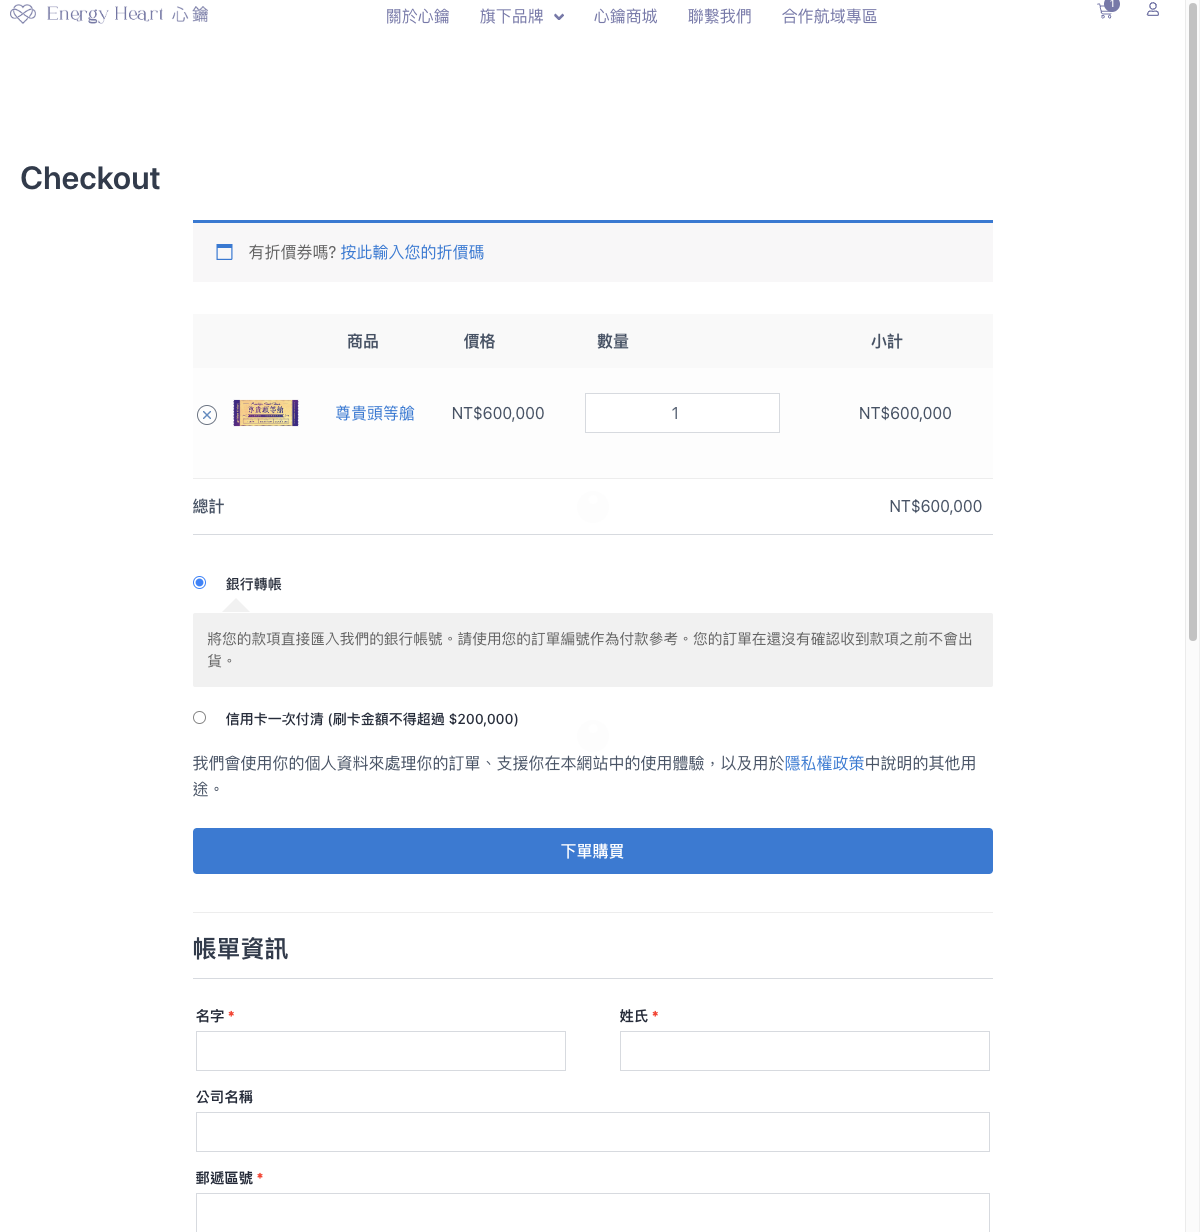 Energy Heart 心鑰
關於心鑰 旗下品牌 心鑰商城 聯繫我們 合作航域專區
1
Checkout
有折價券嗎? 按此輸入您的折價碼
商品 價格 數量 小計
尊貴頭等艙
尊貴頭等艙 NT$600,000 1 NT$600,000
總計 NT$600,000
銀行轉帳
將您的款項直接匯入我們的銀行帳號。請使用您的訂單編號作為付款參考。您的訂單在還沒有確認收到款項之前不會出
貨。
信用卡一次付清 (刷卡金額不得超過 $200,000)
我們會使用你的個人資料來處理你的訂單、支援你在本網站中的使用體驗，以及用於隱私權政策中說明的其他用
途。
下單購買
帳單資訊
名字 * 姓氏 *
公司名稱
郵遞區號 *